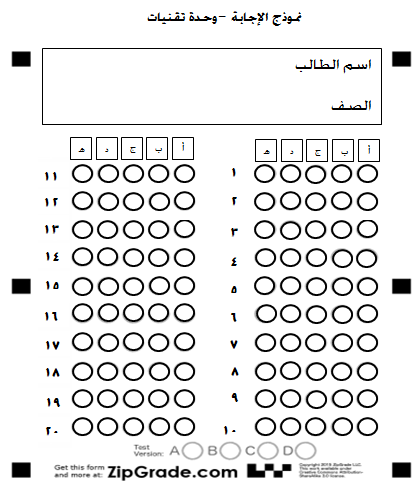 نموذج الإجابة - وحدة تقنيات
اسم الطالب
الصف
أ ب ج د هـ
١
٢
٣
٤
٥
٦
٧
٨
٩
١٠
أ ب ج د هـ
١١
١٢
١٣
١٤
١٥
١٦
١٧
١٨
١٩
٢٠
Test Version: A B C D
Get this form and more at: ZipGrade.com
Copyright 2018 ZipGrade LLC.
This work available under
Creative Commons Attribution-
ShareAlike 3.0 license.